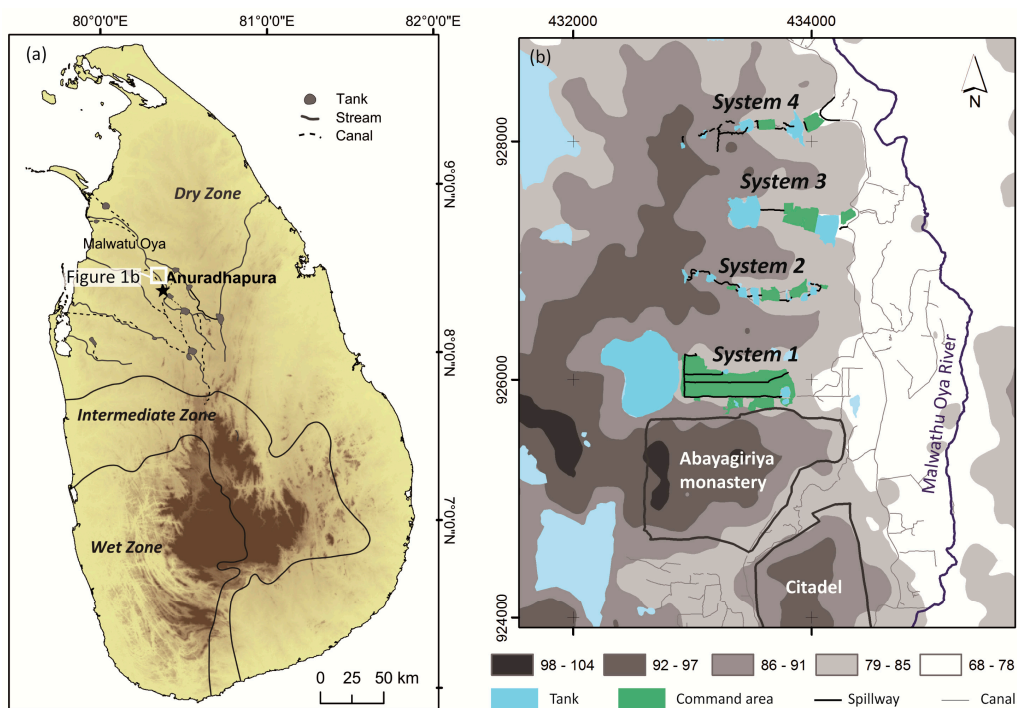 80°0'0"E
81°0'0"E
82°0'0"E
(a)
Tank
Stream
Canal
9°0'0"N
Dry Zone
Malwatu Oya
Figure 1b
Anuradhapura
8°0'0"N
Intermediate Zone
7°0'0"N
Wet Zone
0 25 50 km
432000
434000
(b)
N
System 4
928000
System 3
System 2
System 1
926000
Abayagiriya
monastery
Malwathu Oya River
Citadel
924000
98 - 104
92 - 97
86 - 91
79 - 85
68 - 78
Tank
Command area
Spillway
Canal